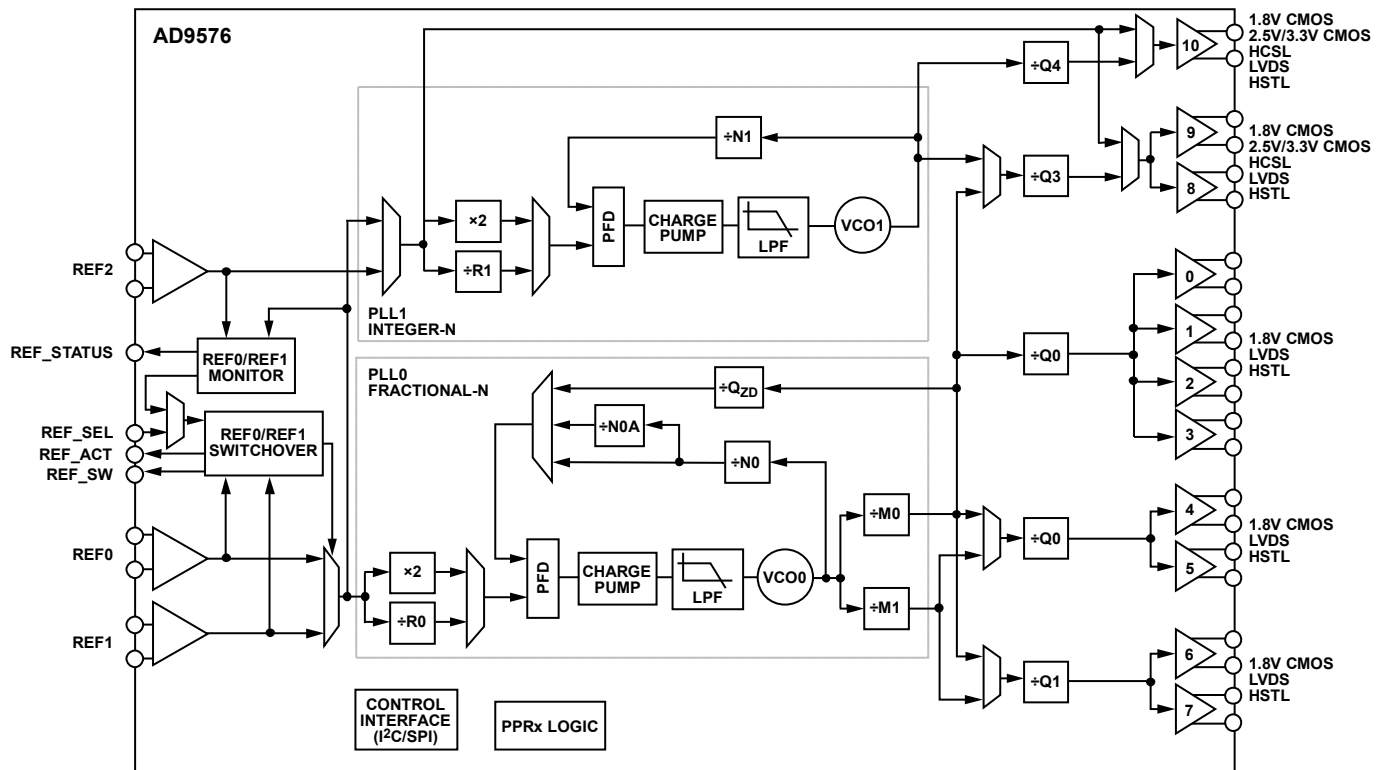 AD9576
1.8V CMOS
2.5V/3.3V CMOS
HCSL
LVDS
HSTL
10
÷Q4
9
8
1.8V CMOS
2.5V/3.3V CMOS
HCSL
LVDS
HSTL
÷N1
÷Q3
×2
÷R1
PFD
CHARGE
PUMP
LPF
VCO1
REF2
PLL1
INTEGER-N
REF_STATUS
REF0/REF1
MONITOR
0
1
2
3
1.8V CMOS
LVDS
HSTL
÷Q0
PLL0
FRACTIONAL-N
÷QZD
÷N0A
÷N0
REF_SEL
REF_ACT
REF_SW
REF0/REF1
SWITCHOVER
REF0
REF1
×2
÷R0
PFD
CHARGE
PUMP
LPF
VCO0
÷M0
÷M1
÷Q0
4
5
1.8V CMOS
LVDS
HSTL
÷Q1
6
7
1.8V CMOS
LVDS
HSTL
CONTROL
INTERFACE
(I2C/SPI)
PPRx LOGIC